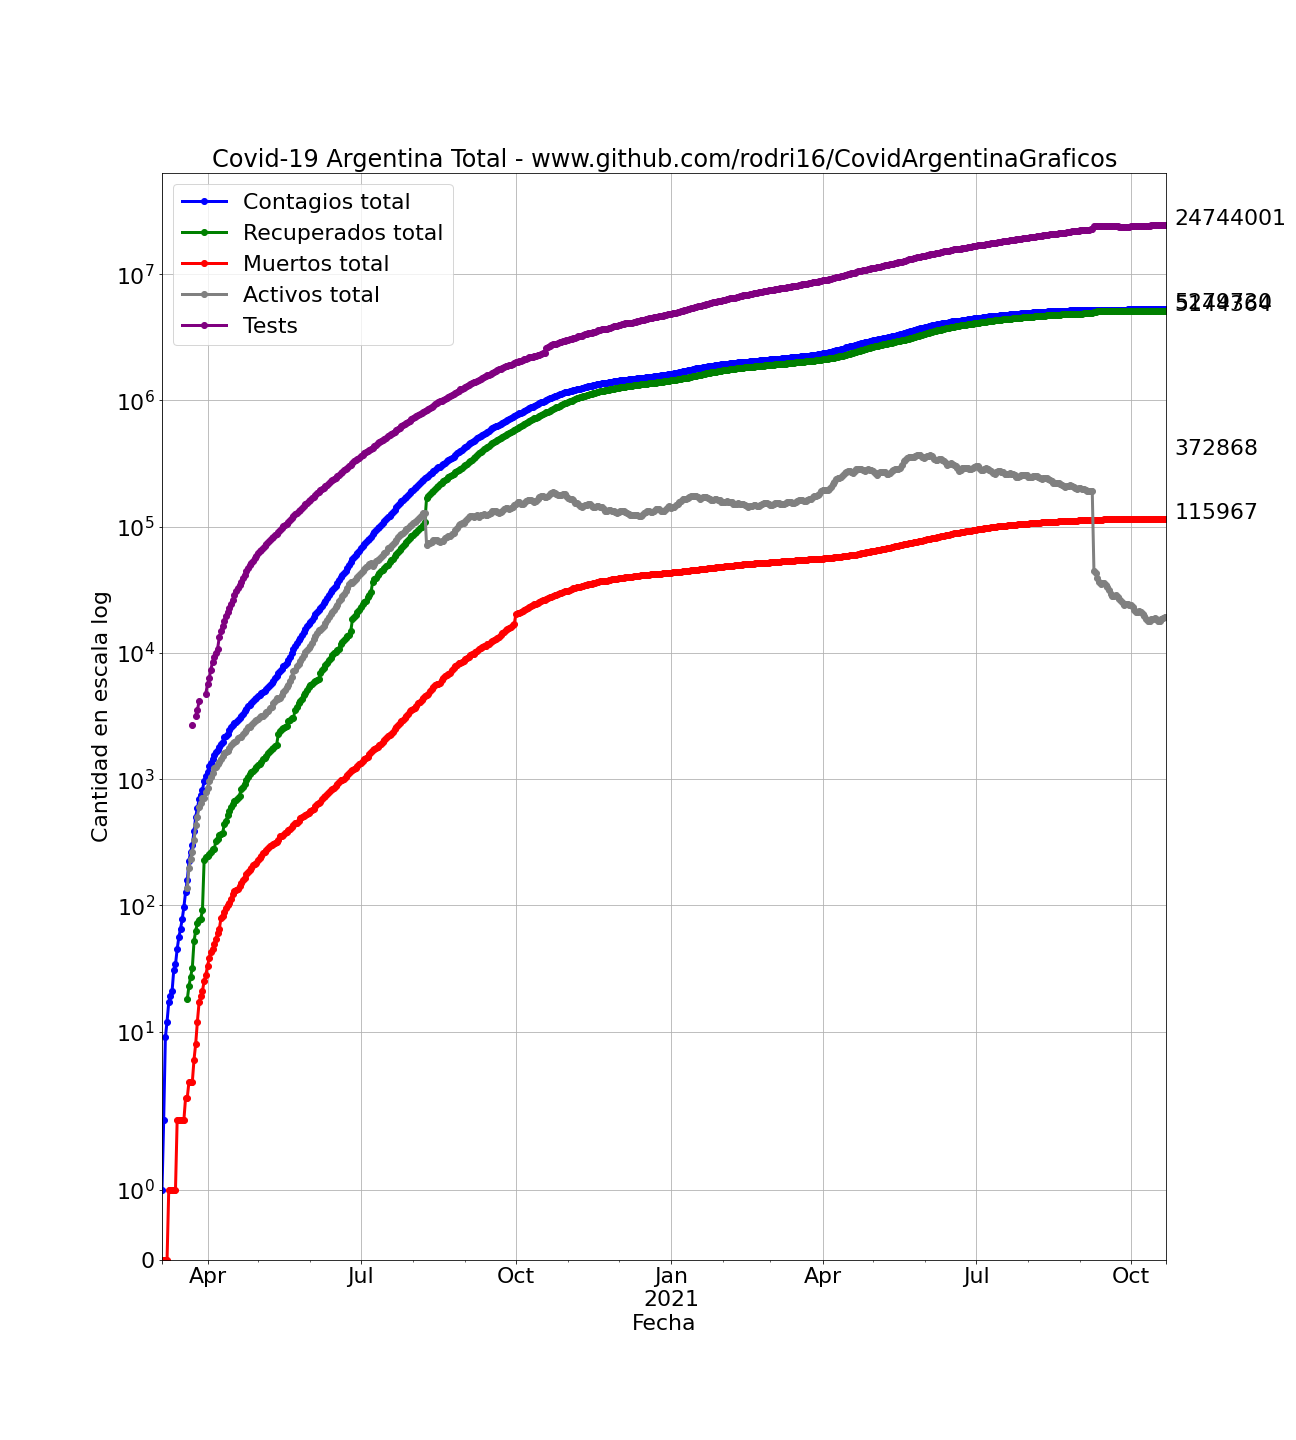 Covid-19 Argentina Total - www.github.com/rodri16/CovidArgentinaGraficos
Contagios total
Recuperados total
Muertos total
Activos total
Tests
24744001
372868
115967
Cantidad en escala log
10^7
10^6
10^5
10^4
10^3
10^2
10^1
10^0
0
Apr
Jul
Oct
Jan
2021
Apr
Jul
Oct
Fecha